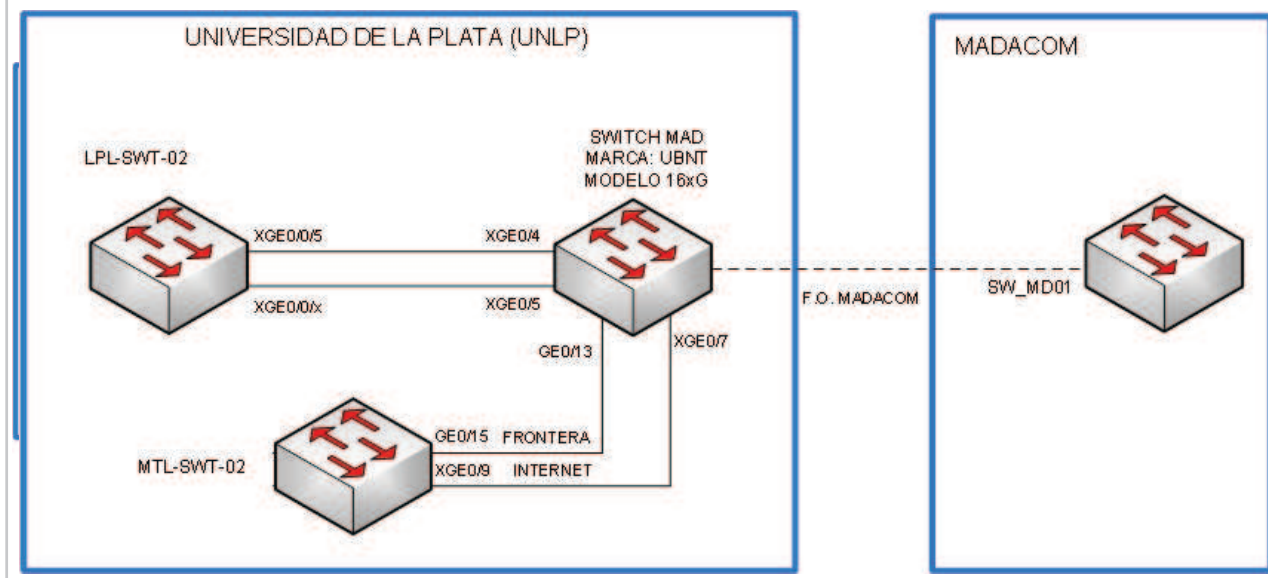 UNIVERSIDAD DE LA PLATA (UNLP)
MADACOM
LPL-SWT-02
SWITCH MAD
MARCA: UBNT
MODELO 16xG
XGE0/0/5
XGE0/4
XGE0/0/x
XGE0/5
F.O. MADACOM
SW_MD01
GE0/13
XGE0/7
MTL-SWT-02
GE0/15 FRONTERA
XGE0/9 INTERNET